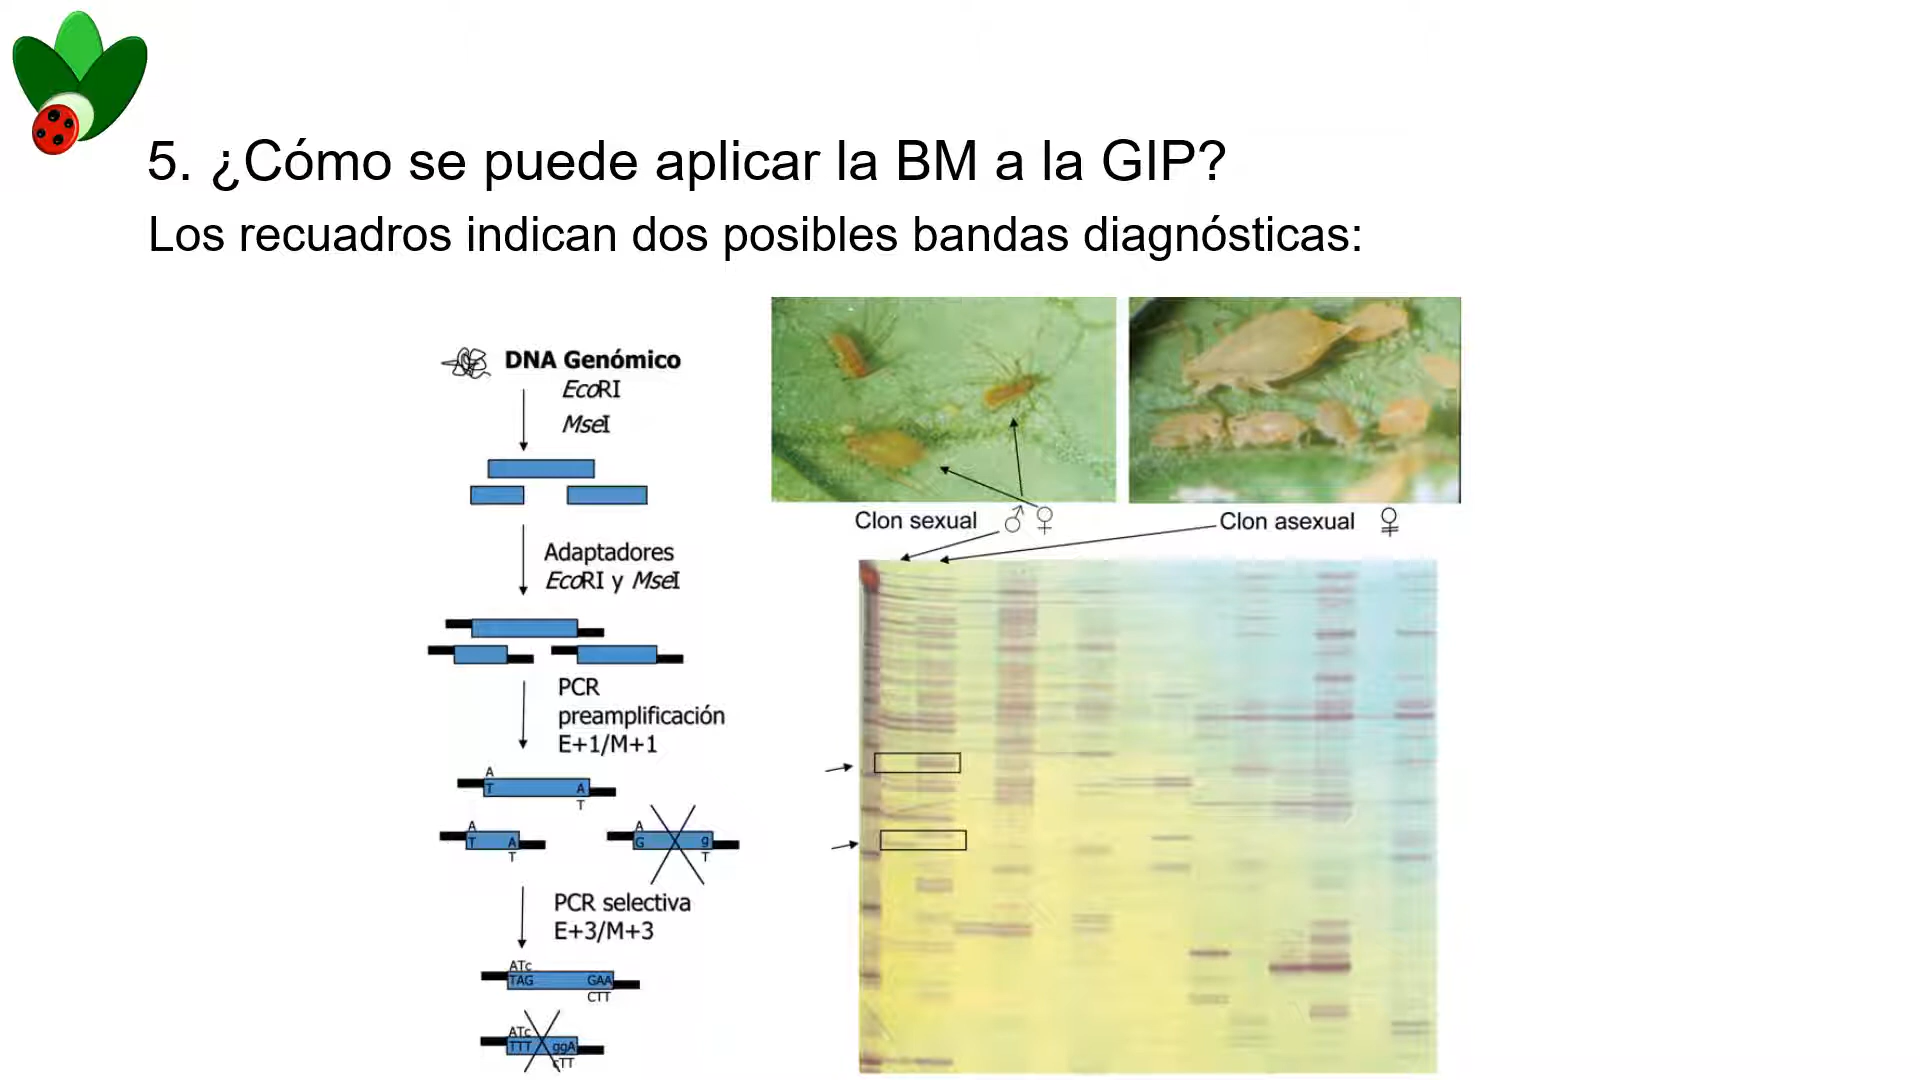 5. ¿Cómo se puede aplicar la BM a la GIP?
Los recuadros indican dos posibles bandas diagnósticas:
DNA Genómico
EcoRI
MseI
Adaptadores
EcoRI y MseI
PCR
preamplificación
E+1/M+1
A
T A
T
A
T A
T
A
G g
T
PCR selectiva
E+3/M+3
ATc
TAG GAA
CTT
ATc
TTT ggA
cTT
Clon sexual ♂ ♀
Clon asexual ♀